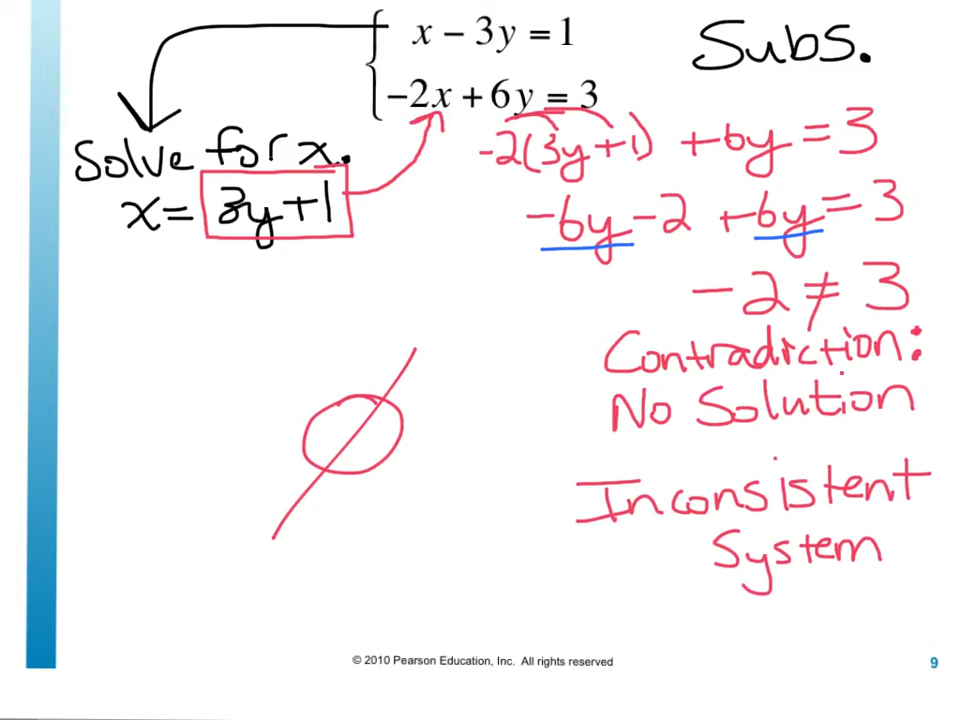 x − 3y = 1
−2x + 6y = 3
Subs.
Solve for x.
x = 3y+1
-2(3y+1) +6y = 3
-6y -2 +6y = 3
-2 ≠ 3
Contradiction:
No Solution
Inconsistent
System
© 2010 Pearson Education, Inc. All rights reserved
9